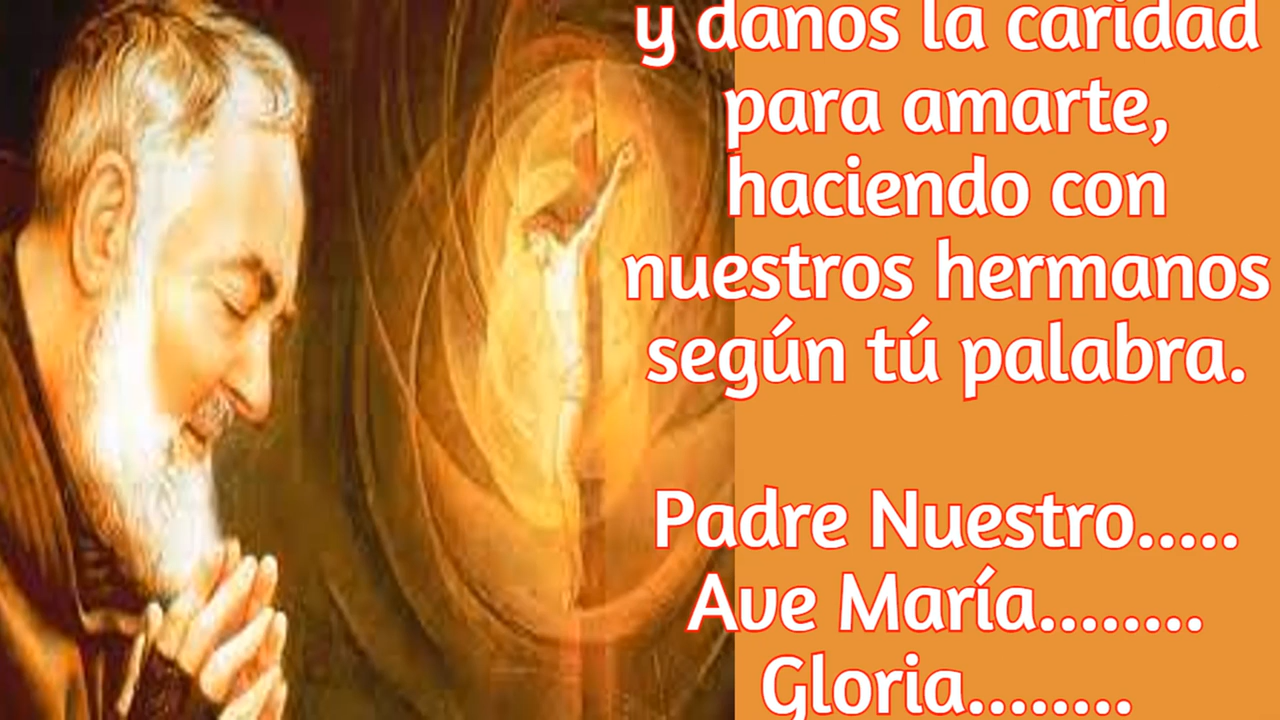 y danos la caridad
para amarte,
haciendo con
nuestros hermanos
según tú palabra.
Padre Nuestro.....
Ave María........
Gloria........